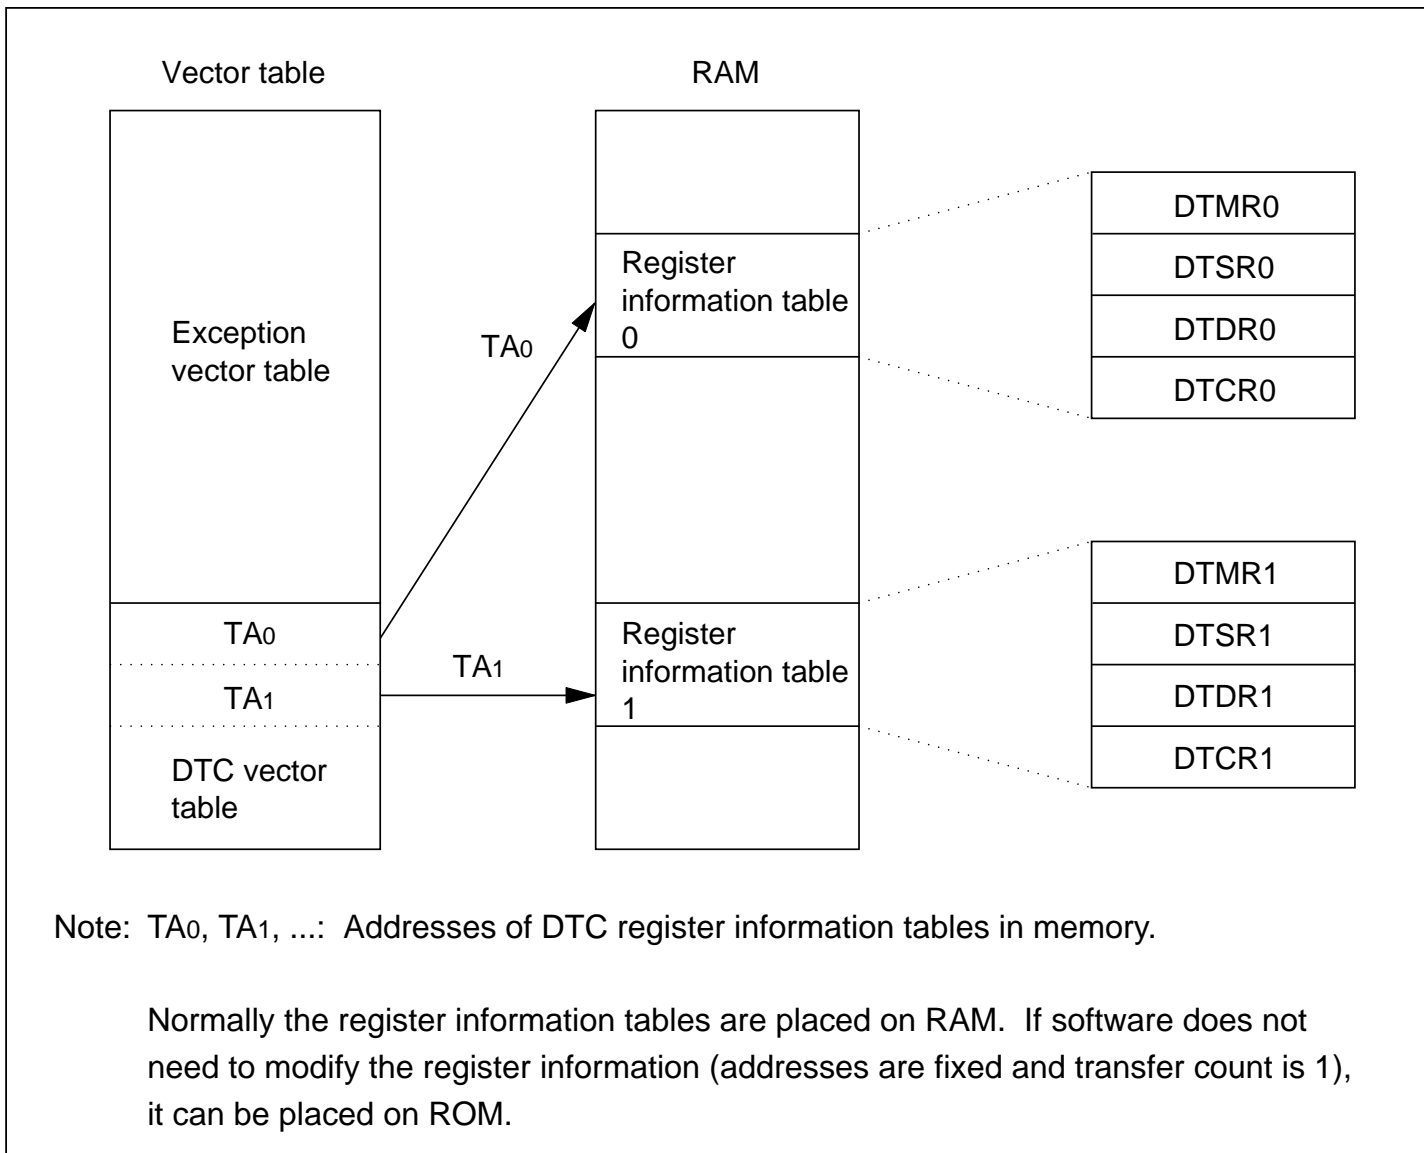 Vector table
RAM
Exception
vector table
TA0
TA1
DTC vector
table
TA0
TA1
Register
information table
0
Register
information table
1
DTMR0
DTSR0
DTDR0
DTCR0
DTMR1
DTSR1
DTDR1
DTCR1
Note: TA0, TA1, ...: Addresses of DTC register information tables in memory.
Normally the register information tables are placed on RAM. If software does not
need to modify the register information (addresses are fixed and transfer count is 1),
it can be placed on ROM.